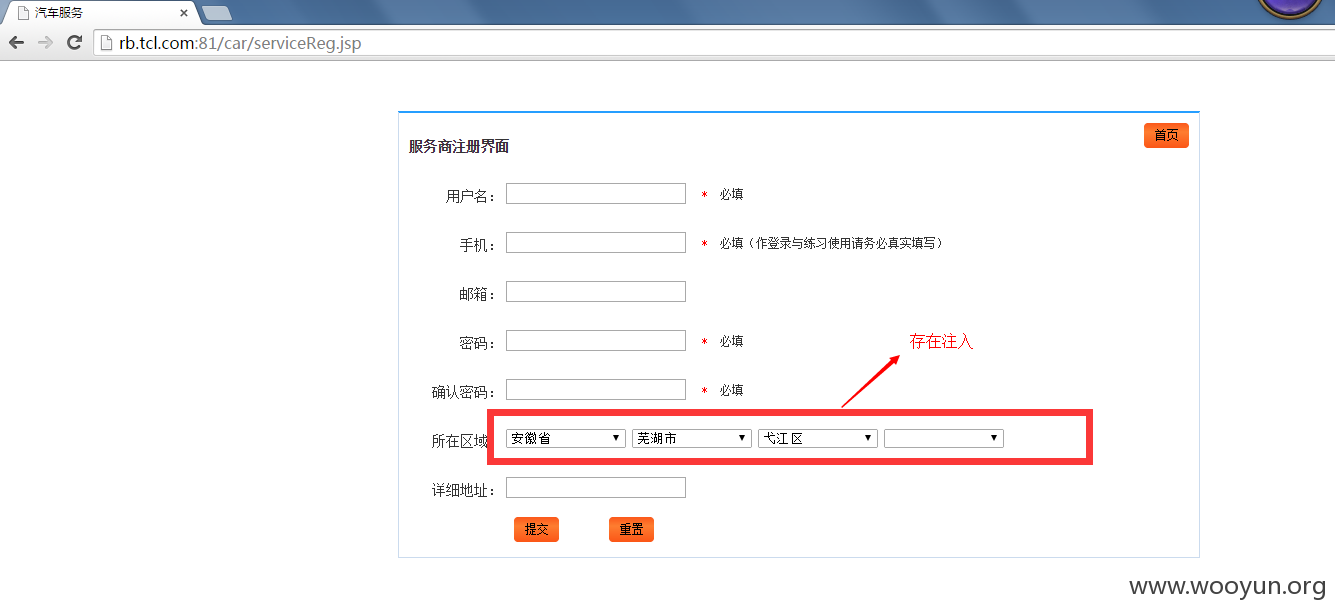 汽车服务
rb.tcl.com:81/car/serviceReg.jsp
首页
服务商注册界面
用户名： * 必填
手机： * 必填（作登录与练习使用请务必真实填写）
邮箱：
密码： * 必填
存在注入
确认密码： * 必填
所在区域 安徽省 芜湖市 弋江区
详细地址：
提交 重置
www.wooyun.org